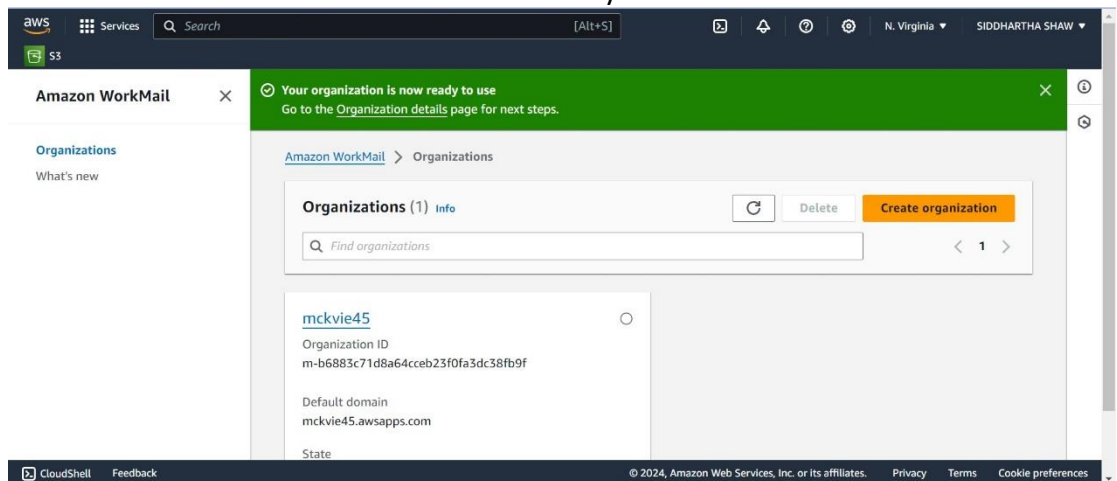 aws Services Search [Alt+S] N. Virginia SIDDHARTHA SHAW
S3
Amazon WorkMail
Your organization is now ready to use
Go to the Organization details page for next steps.
Organizations
What's new
Amazon WorkMail > Organizations
Organizations (1) Info Delete Create organization
Find organizations < 1 >
mckvie45
Organization ID
m-b6883c71d8a64cceb23f0fa3dc38fb9f
Default domain
mckvie45.awsapps.com
State
CloudShell Feedback © 2024, Amazon Web Services, Inc. or its affiliates. Privacy Terms Cookie preferences